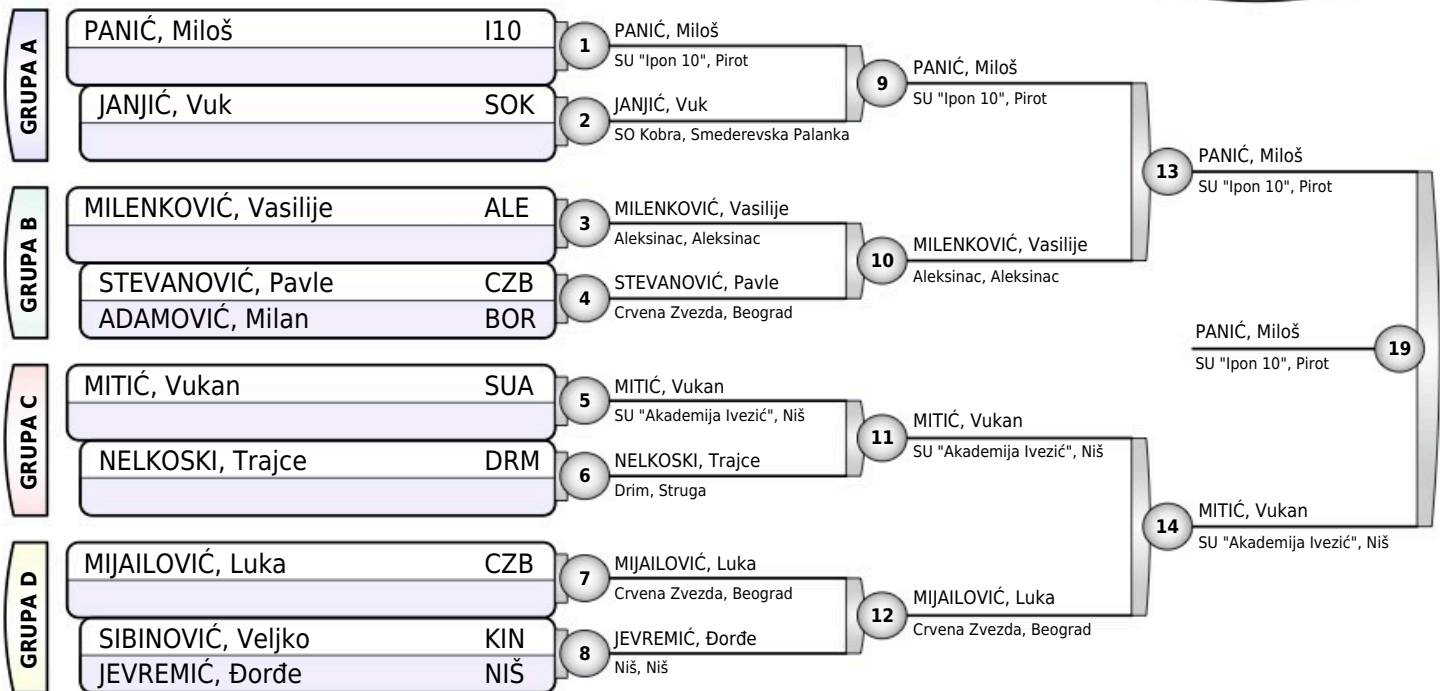 GRUPA A
PANIĆ, Miloš I10
JANJIĆ, Vuk SOK
GRUPA B
MILENKOVIĆ, Vasilije ALE
STEVANOVIĆ, Pavle CZB
ADAMOVIĆ, Milan BOR
GRUPA C
MITIĆ, Vukan SUA
NELKOSKI, Trajce DRM
GRUPA D
MIJAILOVIĆ, Luka CZB
SIBINOVIĆ, Veljko KIN
JEVREMIĆ, Đorđe NIŠ
1
PANIĆ, Miloš
SU "Ipon 10", Pirot
2
JANJIĆ, Vuk
SO Kobra, Smederevska Palanka
3
MILENKOVIĆ, Vasilije
Aleksinac, Aleksinac
4
STEVANOVIĆ, Pavle
Crvena Zvezda, Beograd
5
MITIĆ, Vukan
SU "Akademija Ivezić", Niš
6
NELKOSKI, Trajce
Drim, Struga
7
MIJAILOVIĆ, Luka
Crvena Zvezda, Beograd
8
JEVREMIĆ, Đorđe
Niš, Niš
9
PANIĆ, Miloš
SU "Ipon 10", Pirot
10
MILENKOVIĆ, Vasilije
Aleksinac, Aleksinac
11
MITIĆ, Vukan
SU "Akademija Ivezić", Niš
12
MIJAILOVIĆ, Luka
Crvena Zvezda, Beograd
13
PANIĆ, Miloš
SU "Ipon 10", Pirot
14
MITIĆ, Vukan
SU "Akademija Ivezić", Niš
PANIĆ, Miloš
SU "Ipon 10", Pirot
19